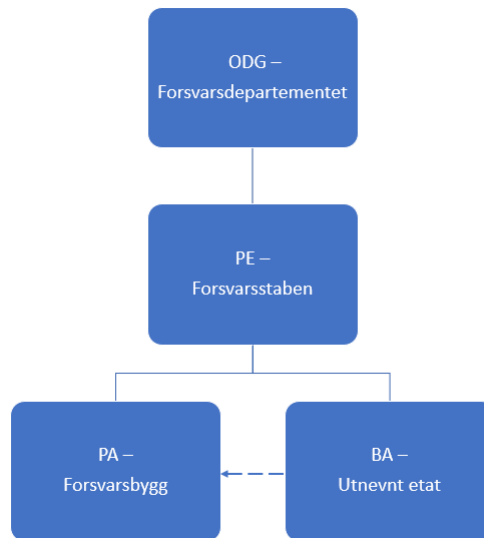 ODG –
Forsvarsdepartementet
PE –
Forsvarsstaben
PA –
Forsvarsbygg
BA –
Utnevnt etat